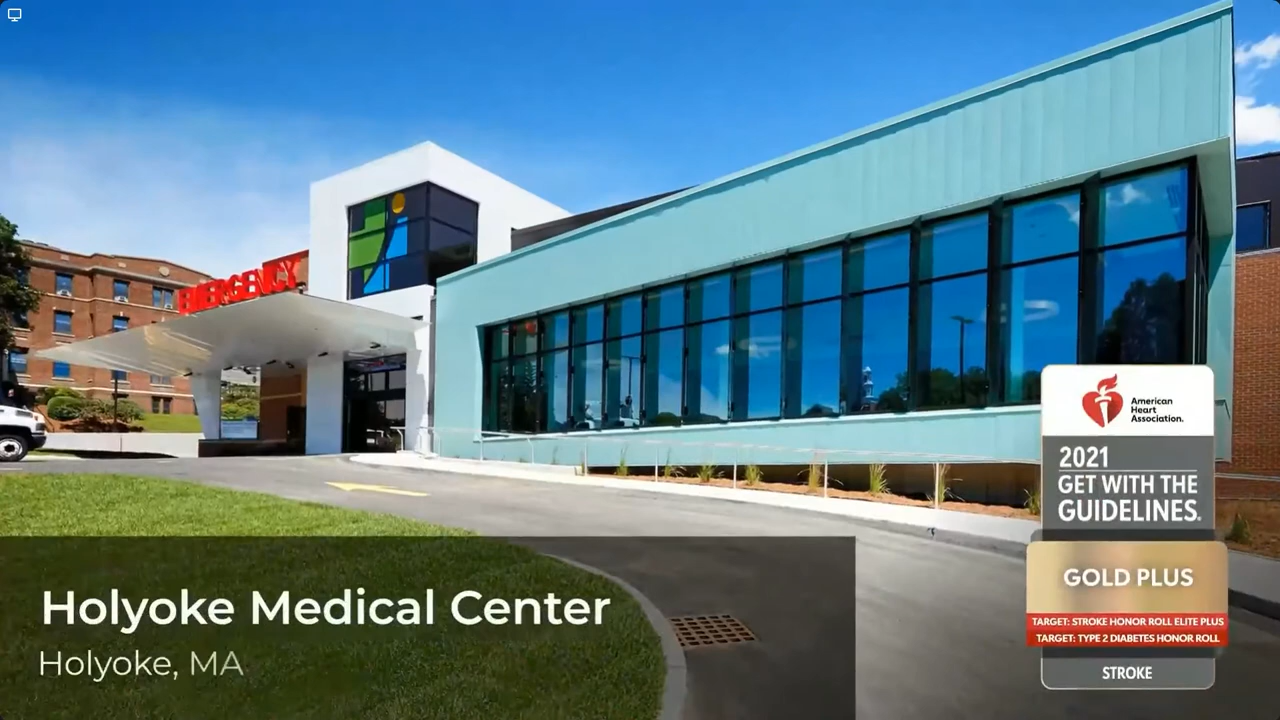 EMERGENCY
American
Heart
Association.
2021
GET WITH THE
GUIDELINES®
GOLD PLUS
TARGET: STROKE HONOR ROLL ELITE PLUS
TARGET: TYPE 2 DIABETES HONOR ROLL
STROKE
Holyoke Medical Center
Holyoke, MA